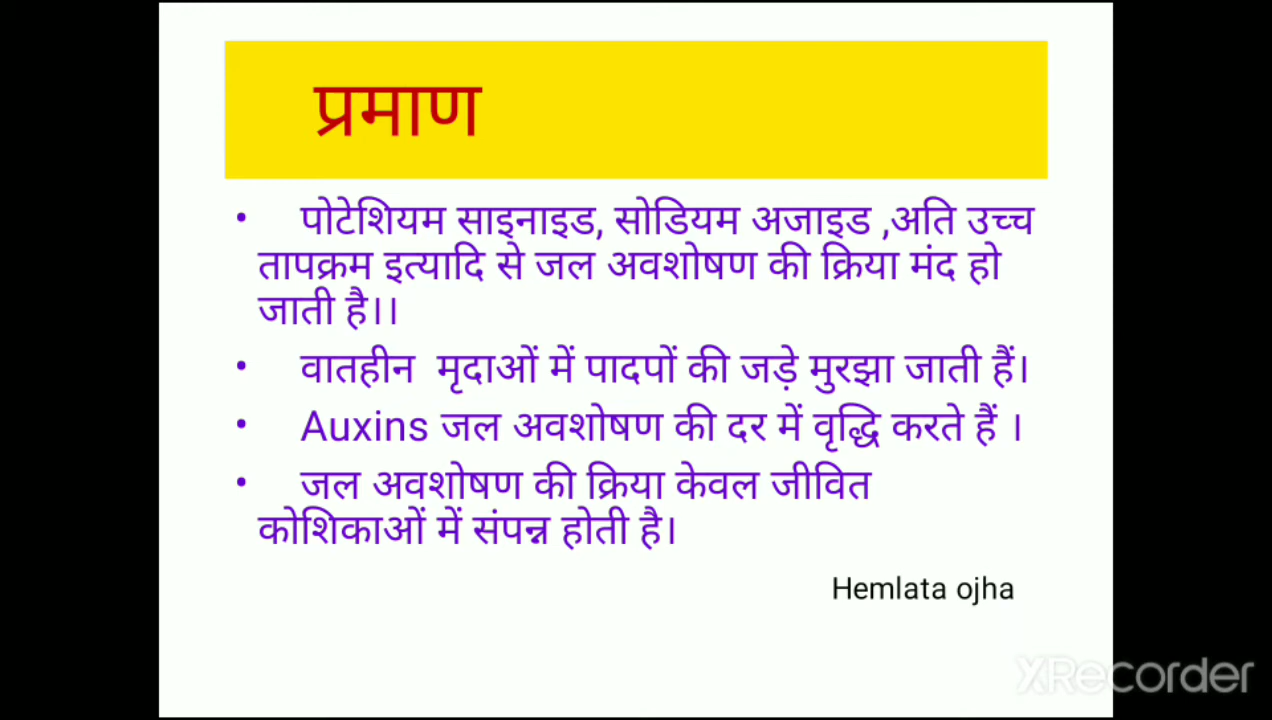 प्रमाण
• पोटेशियम साइनाइड, सोडियम अजाइड ,अति उच्च
तापक्रम इत्यादि से जल अवशोषण की क्रिया मंद हो
जाती है।।
• वातहीन मृदाओं में पादपों की जड़े मुरझा जाती हैं।
• Auxins जल अवशोषण की दर में वृद्धि करते हैं ।
• जल अवशोषण की क्रिया केवल जीवित
कोशिकाओं में संपन्न होती है।
Hemlata ojha
XRecorder